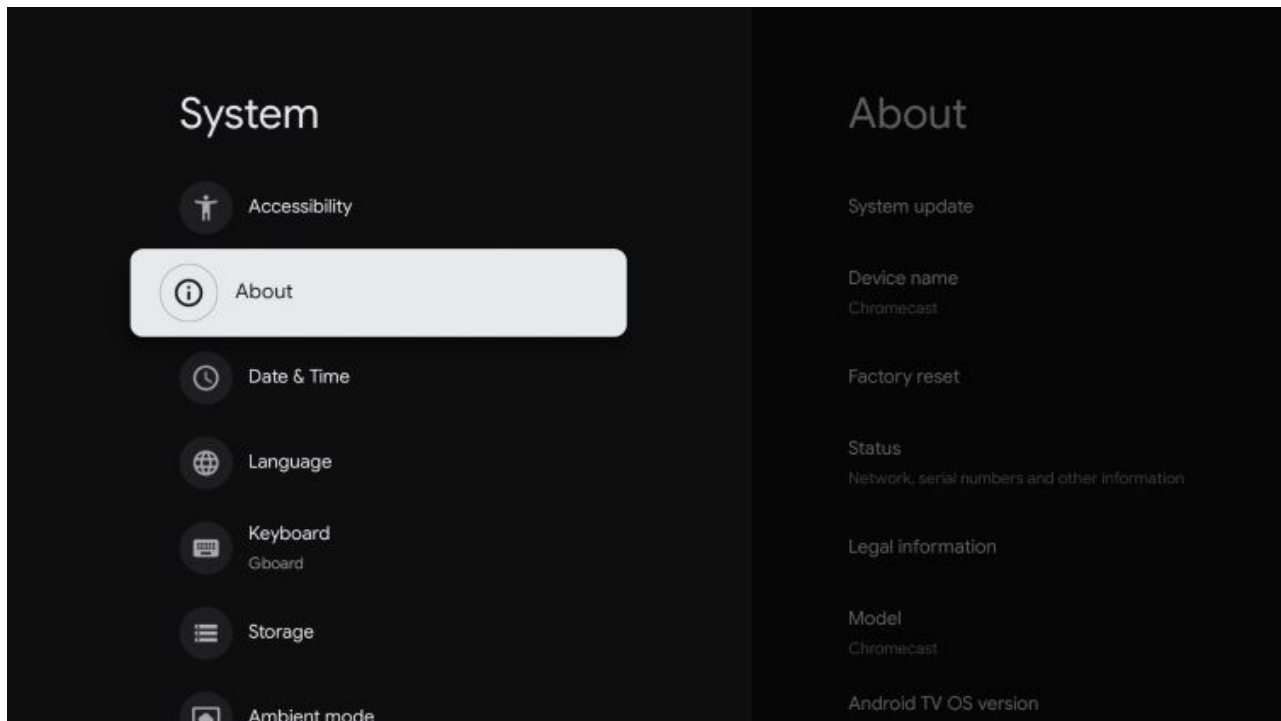 System
Accessibility
About
Date & Time
Language
Keyboard
Gboard
Storage
Ambient mode
About
System update
Device name
Chromecast
Factory reset
Status
Network, serial numbers and other information
Legal information
Model
Chromecast
Android TV OS version